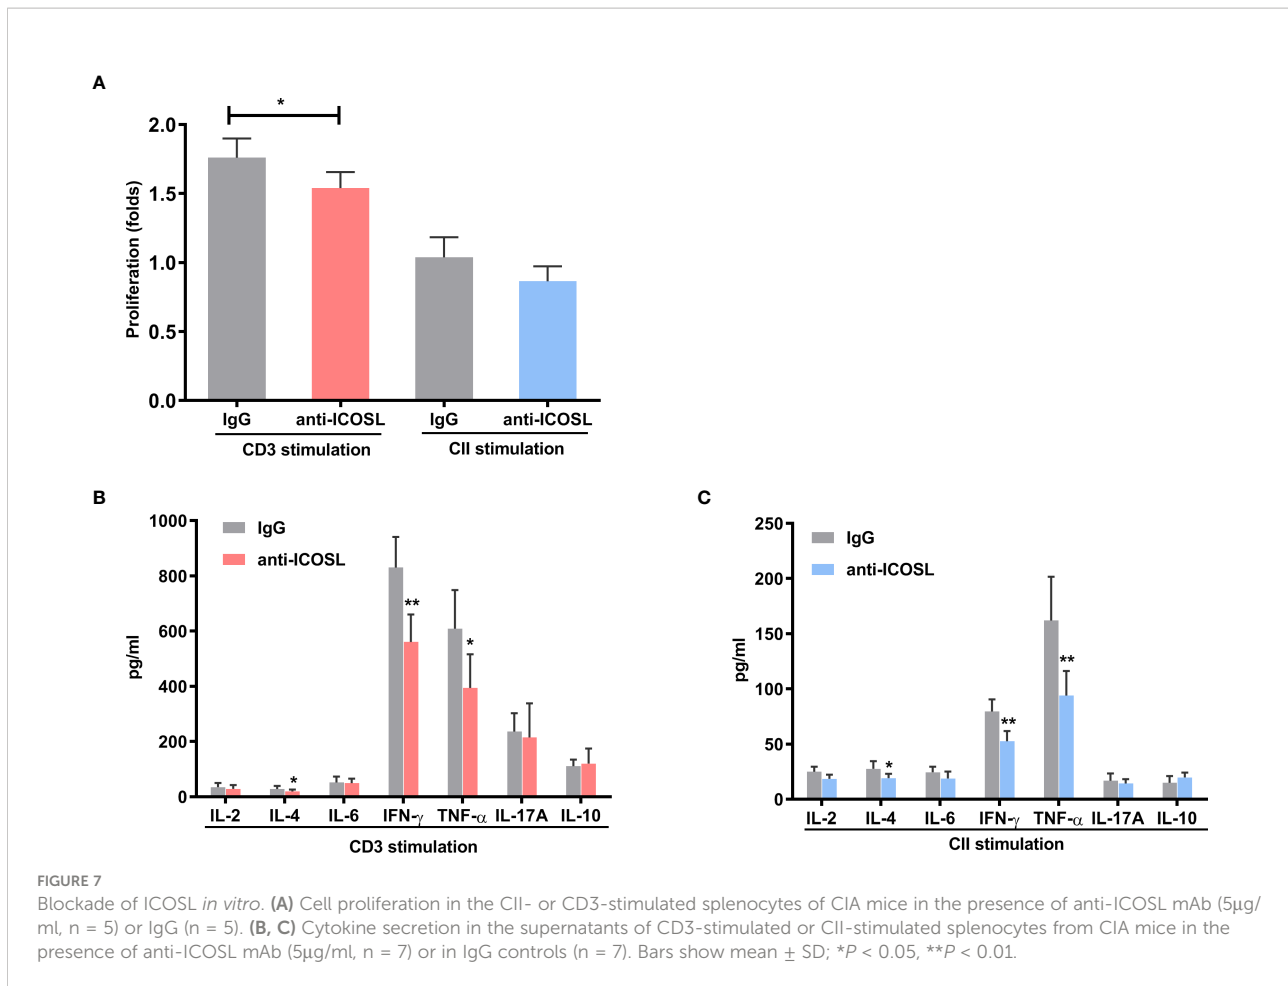 A
*
2.0
1.5
1.0
0.5
0.0
Proliferation (folds)
IgG anti-ICOSL IgG anti-ICOSL
CD3 stimulation CII stimulation
B
1000
800
600
400
200
0
pg/ml
IgG
anti-ICOSL
*
**
*
IL-2 IL-4 IL-6 IFN-γ TNF-α IL-17A IL-10
CD3 stimulation
C
250
200
150
100
50
0
pg/ml
IgG
anti-ICOSL
*
**
**
IL-2 IL-4 IL-6 IFN-γ TNF-α IL-17A IL-10
CII stimulation
FIGURE 7
Blockade of ICOSL in vitro. (A) Cell proliferation in the CII- or CD3-stimulated splenocytes of CIA mice in the presence of anti-ICOSL mAb (5μg/
ml, n = 5) or IgG (n = 5). (B, C) Cytokine secretion in the supernatants of CD3-stimulated or CII-stimulated splenocytes from CIA mice in the
presence of anti-ICOSL mAb (5μg/ml, n = 7) or in IgG controls (n = 7). Bars show mean ± SD; *P < 0.05, **P < 0.01.